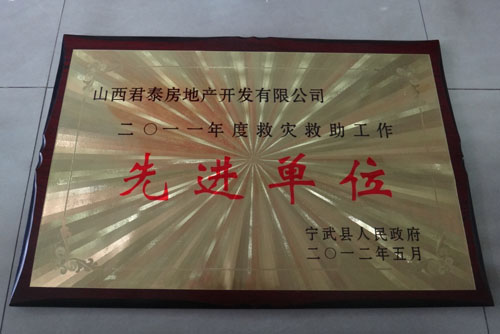 山西君泰房地产开发有限公司
二〇一一年度救灾救助工作
先进单位
宁武县人民政府
二〇一二年五月